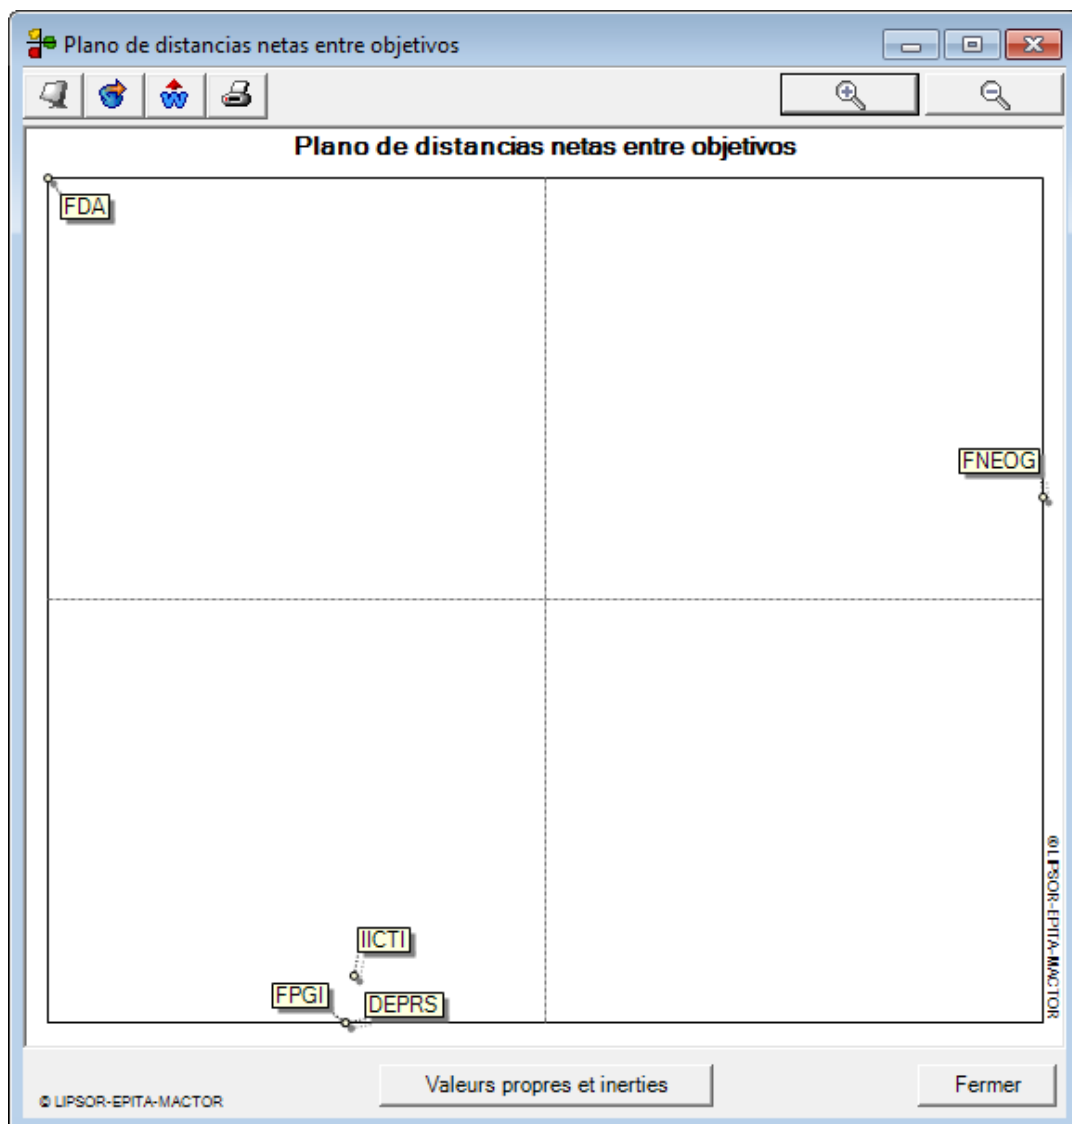 Plano de distancias netas entre objetivos
Plano de distancias netas entre objetivos
FDA
FNEOG
IICTI
FPGI
DEPRS
© LIPSOR-EPITA-MACTOR
Valeurs propres et inerties
Fermer
© LIPSOR-EPITA-MACTOR